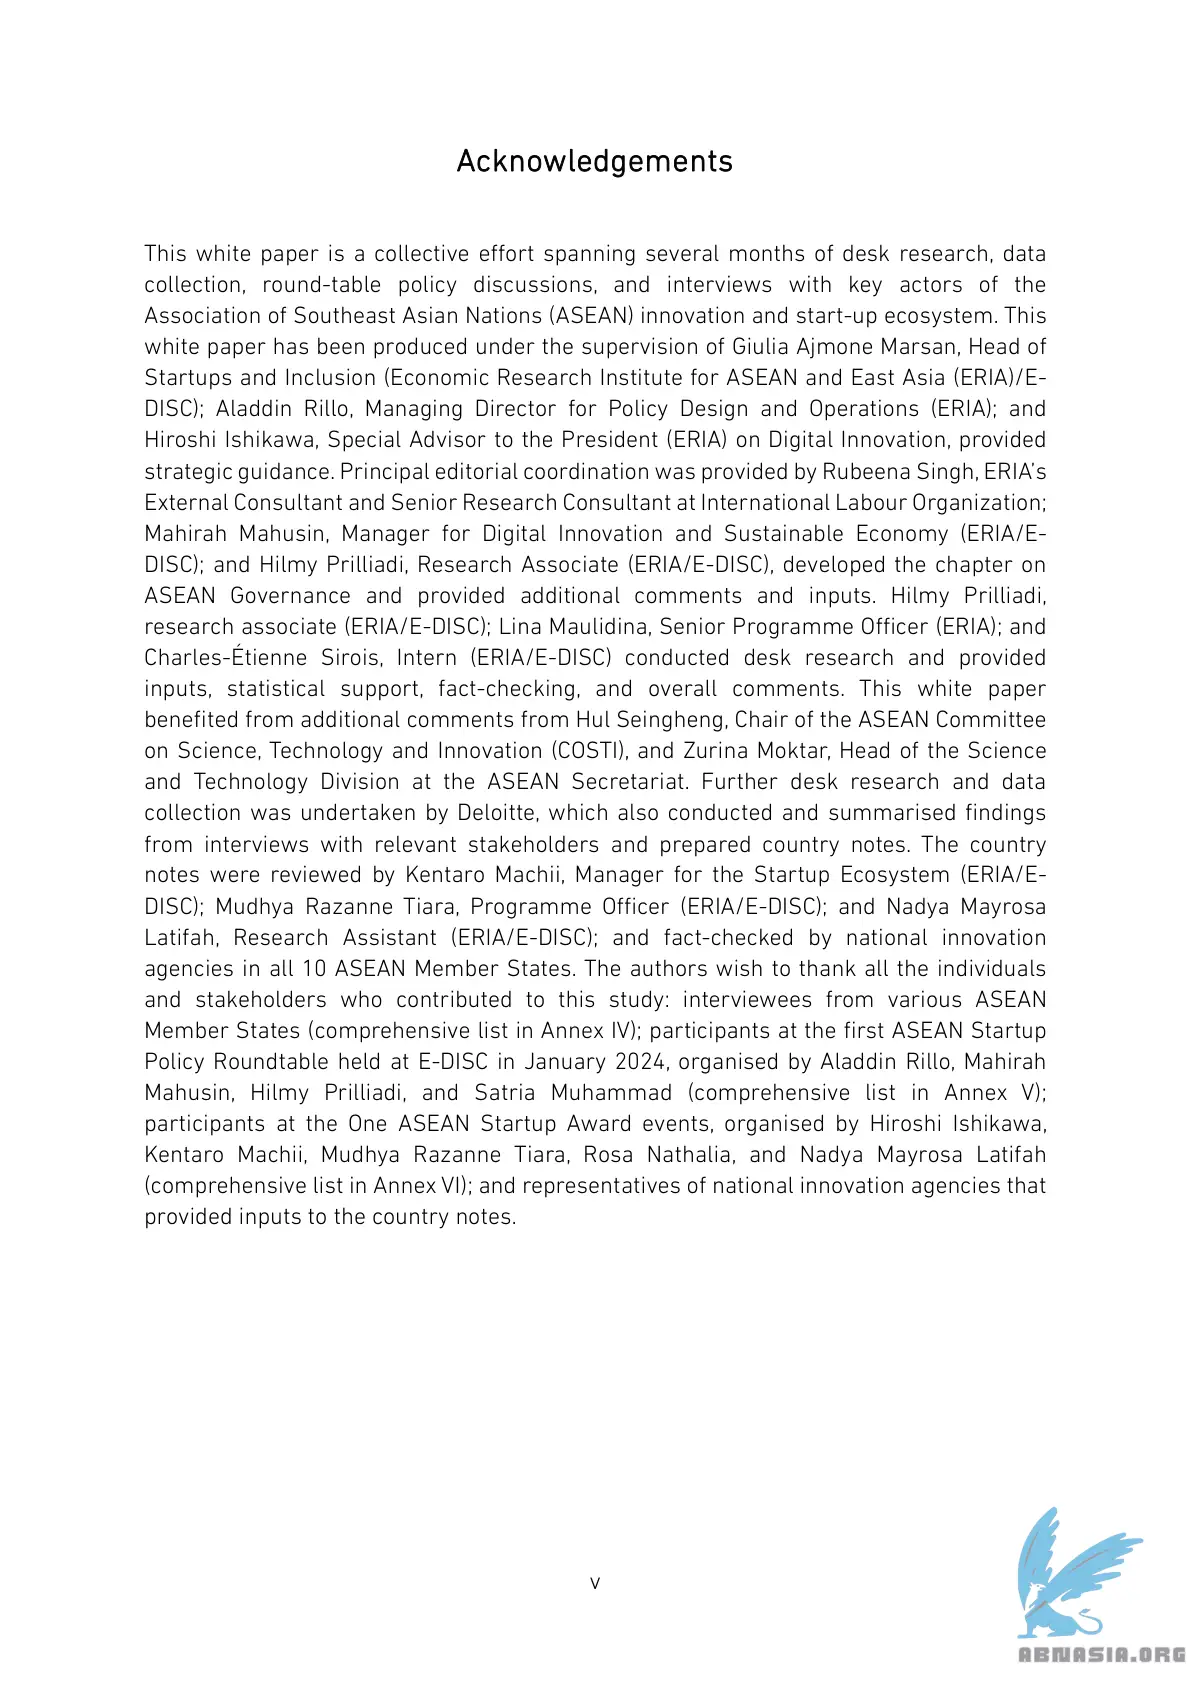 Acknowledgements
This white paper is a collective effort spanning several months of desk research, data
collection, round-table policy discussions, and interviews with key actors of the
Association of Southeast Asian Nations (ASEAN) innovation and start-up ecosystem. This
white paper has been produced under the supervision of Giulia Ajmone Marsan, Head of
Startups and Inclusion (Economic Research Institute for ASEAN and East Asia (ERIA)/E-
DISC); Aladdin Rillo, Managing Director for Policy Design and Operations (ERIA); and
Hiroshi Ishikawa, Special Advisor to the President (ERIA) on Digital Innovation, provided
strategic guidance. Principal editorial coordination was provided by Rubeena Singh, ERIA’s
External Consultant and Senior Research Consultant at International Labour Organization;
Mahirah Mahusin, Manager for Digital Innovation and Sustainable Economy (ERIA/E-
DISC); and Hilmy Prilliadi, Research Associate (ERIA/E-DISC), developed the chapter on
ASEAN Governance and provided additional comments and inputs. Hilmy Prilliadi,
research associate (ERIA/E-DISC); Lina Maulidina, Senior Programme Officer (ERIA); and
Charles-Étienne Sirois, Intern (ERIA/E-DISC) conducted desk research and provided
inputs, statistical support, fact-checking, and overall comments. This white paper
benefited from additional comments from Hul Seingheng, Chair of the ASEAN Committee
on Science, Technology and Innovation (COSTI), and Zurina Moktar, Head of the Science
and Technology Division at the ASEAN Secretariat. Further desk research and data
collection was undertaken by Deloitte, which also conducted and summarised findings
from interviews with relevant stakeholders and prepared country notes. The country
notes were reviewed by Kentaro Machii, Manager for the Startup Ecosystem (ERIA/E-
DISC); Mudhya Razanne Tiara, Programme Officer (ERIA/E-DISC); and Nadya Mayrosa
Latifah, Research Assistant (ERIA/E-DISC); and fact-checked by national innovation
agencies in all 10 ASEAN Member States. The authors wish to thank all the individuals
and stakeholders who contributed to this study: interviewees from various ASEAN
Member States (comprehensive list in Annex IV); participants at the first ASEAN Startup
Policy Roundtable held at E-DISC in January 2024, organised by Aladdin Rillo, Mahirah
Mahusin, Hilmy Prilliadi, and Satria Muhammad (comprehensive list in Annex V);
participants at the One ASEAN Startup Award events, organised by Hiroshi Ishikawa,
Kentaro Machii, Mudhya Razanne Tiara, Rosa Nathalia, and Nadya Mayrosa Latifah
(comprehensive list in Annex VI); and representatives of national innovation agencies that
provided inputs to the country notes.
v
ABNASIA.ORG